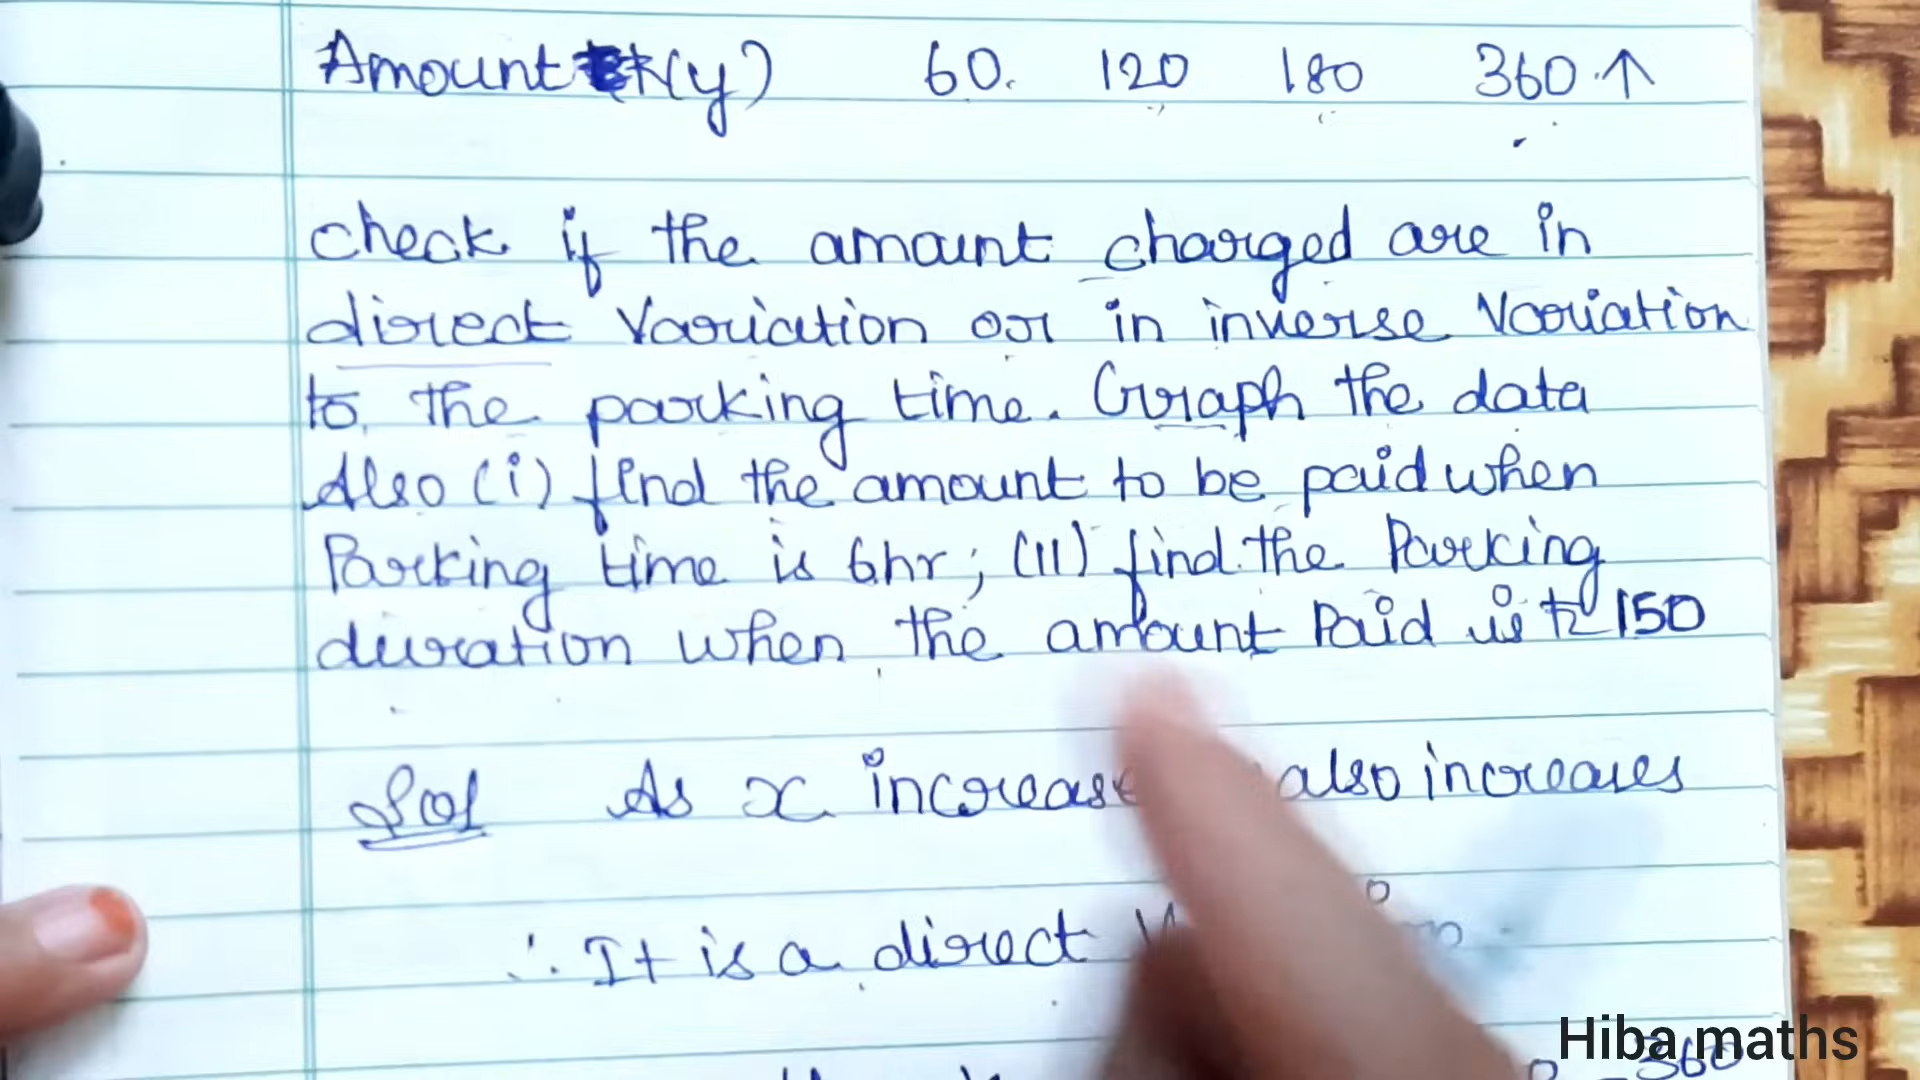 Amount ₹(y) 60. 120 180 360 ↑
check if the amount charged are in
direct Variation or in inverse Variation
to the parking time. Graph the data
Also (i) find the amount to be paid when
Parking time is 6hr ; (II) find the Parking
duration when the amount Paid is ₹ 150
Sol As x increase also increases
∴ It is a direct
Hiba maths
360